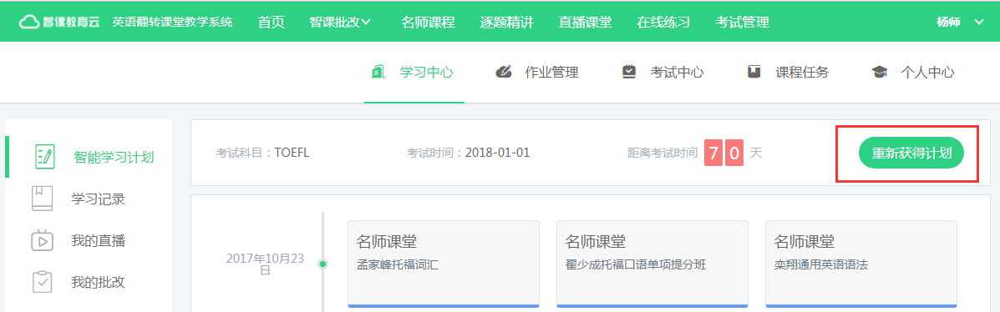 智课教育云 英语翻转课堂教学系统 首页 智课批改 名师课程 逐题精讲 直播课堂 在线练习 考试管理 杨帅
学习中心 作业管理 考试中心 课程任务 个人中心
智能学习计划
学习记录
我的直播
我的批改
考试科目：TOEFL 考试时间：2018-01-01 距离考试时间 70 天 重新获得计划
2017年10月23
日
名师课堂
孟家峰托福词汇
名师课堂
翟少成托福口语单项提分班
名师课堂
栾翔通用英语语法